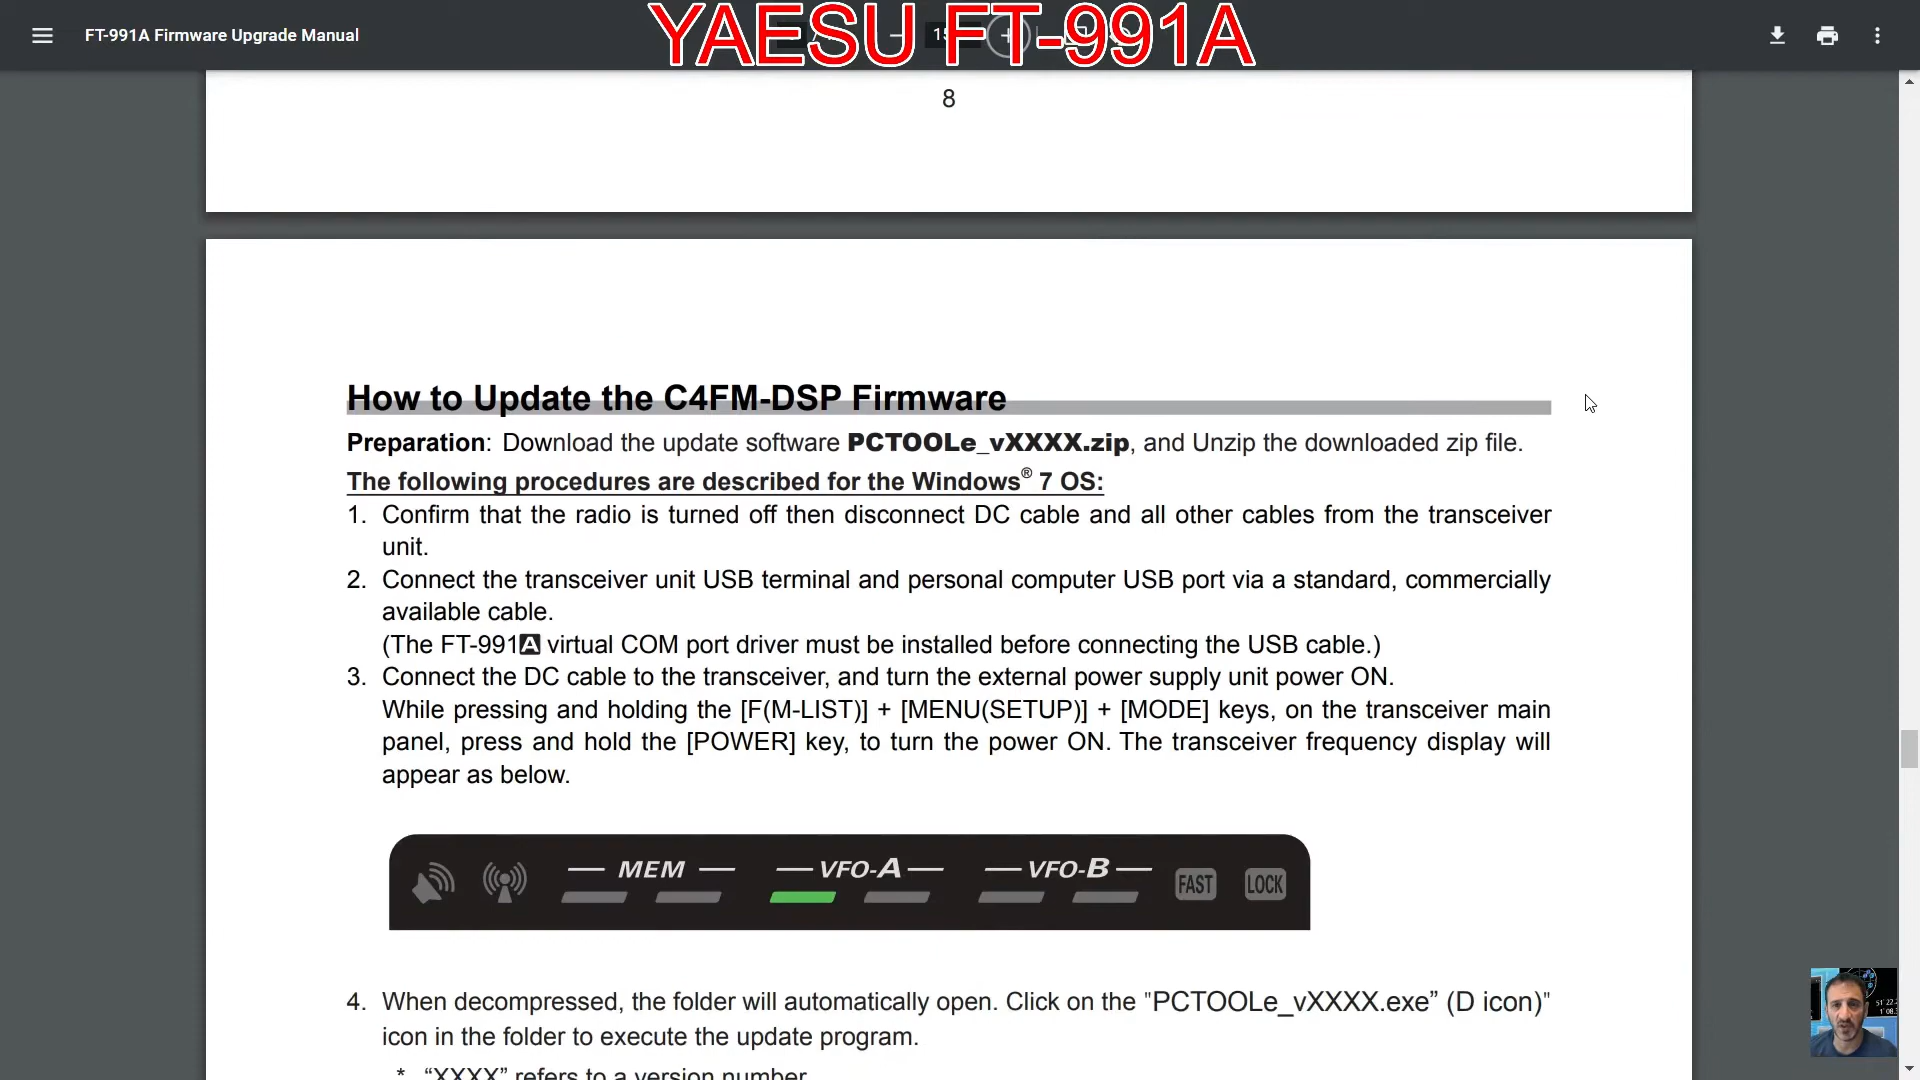 FT-991A Firmware Upgrade Manual
YAESU FT-991A
8
How to Update the C4FM-DSP Firmware
Preparation: Download the update software PCTOOLe_vXXXX.zip, and Unzip the downloaded zip file.
The following procedures are described for the Windows® 7 OS:
1. Confirm that the radio is turned off then disconnect DC cable and all other cables from the transceiver
unit.
2. Connect the transceiver unit USB terminal and personal computer USB port via a standard, commercially
available cable.
(The FT-991A virtual COM port driver must be installed before connecting the USB cable.)
3. Connect the DC cable to the transceiver, and turn the external power supply unit power ON.
While pressing and holding the [F(M-LIST)] + [MENU(SETUP)] + [MODE] keys, on the transceiver main
panel, press and hold the [POWER] key, to turn the power ON. The transceiver frequency display will
appear as below.
MEM VFO-A VFO-B FAST LOCK
4. When decompressed, the folder will automatically open. Click on the "PCTOOLe_vXXXX.exe” (D icon)"
icon in the folder to execute the update program.
* “XXXX” refers to a version number